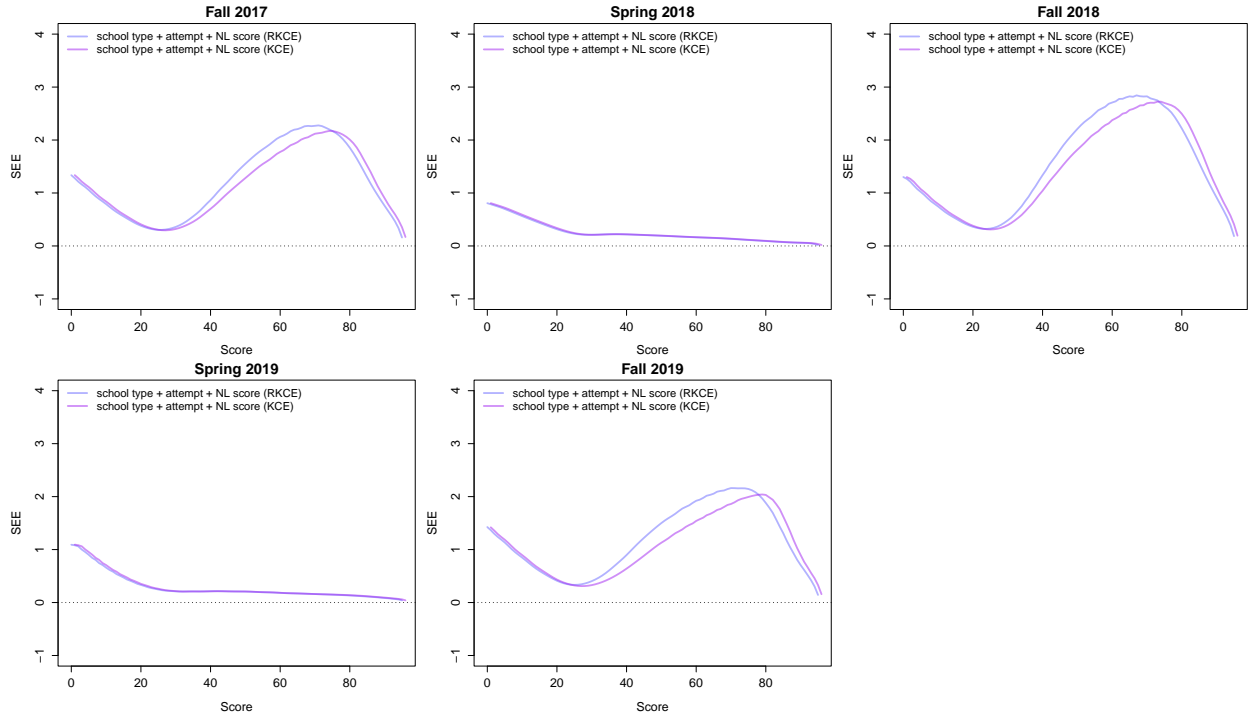 Fall 2017
school type + attempt + NL score (RKCE)
school type + attempt + NL score (KCE)
4
3
2
1
0
−1
SEE
0 20 40 60 80
Score
Spring 2018
school type + attempt + NL score (RKCE)
school type + attempt + NL score (KCE)
4
3
2
1
0
−1
SEE
0 20 40 60 80
Score
Fall 2018
school type + attempt + NL score (RKCE)
school type + attempt + NL score (KCE)
4
3
2
1
0
−1
SEE
0 20 40 60 80
Score
Spring 2019
school type + attempt + NL score (RKCE)
school type + attempt + NL score (KCE)
4
3
2
1
0
−1
SEE
0 20 40 60 80
Score
Fall 2019
school type + attempt + NL score (RKCE)
school type + attempt + NL score (KCE)
4
3
2
1
0
−1
SEE
0 20 40 60 80
Score